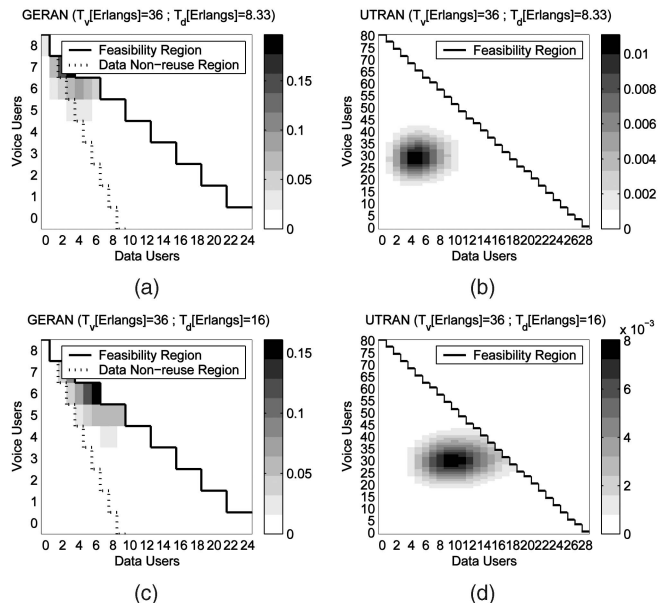 GERAN (Tv[Erlangs]=36 ; Td[Erlangs]=8.33)
Voice Users
8
7
6
5
4
3
2
1
0
Feasibility Region
Data Non-reuse Region
0 2 4 6 8 10 12 14 16 18 20 22 24
Data Users
0.15
0.1
0.05
0
(a)
UTRAN (Tv[Erlangs]=36 ; Td[Erlangs]=8.33)
Voice Users
80
75
70
65
60
55
50
45
40
35
30
25
20
15
10
5
0
Feasibility Region
0 2 4 6 8 10 12 14 16 18 20 22 24 26 28
Data Users
0.01
0.008
0.006
0.004
0.002
0
(b)
GERAN (Tv[Erlangs]=36 ; Td[Erlangs]=16)
Voice Users
8
7
6
5
4
3
2
1
0
Feasibility Region
Data Non-reuse Region
0 2 4 6 8 10 12 14 16 18 20 22 24
Data Users
0.15
0.1
0.05
0
(c)
UTRAN (Tv[Erlangs]=36 ; Td[Erlangs]=16)
Voice Users
80
75
70
65
60
55
50
45
40
35
30
25
20
15
10
5
0
Feasibility Region
0 2 4 6 8 10 12 14 16 18 20 22 24 26 28
Data Users
x 10⁻³
8
6
4
2
0
(d)